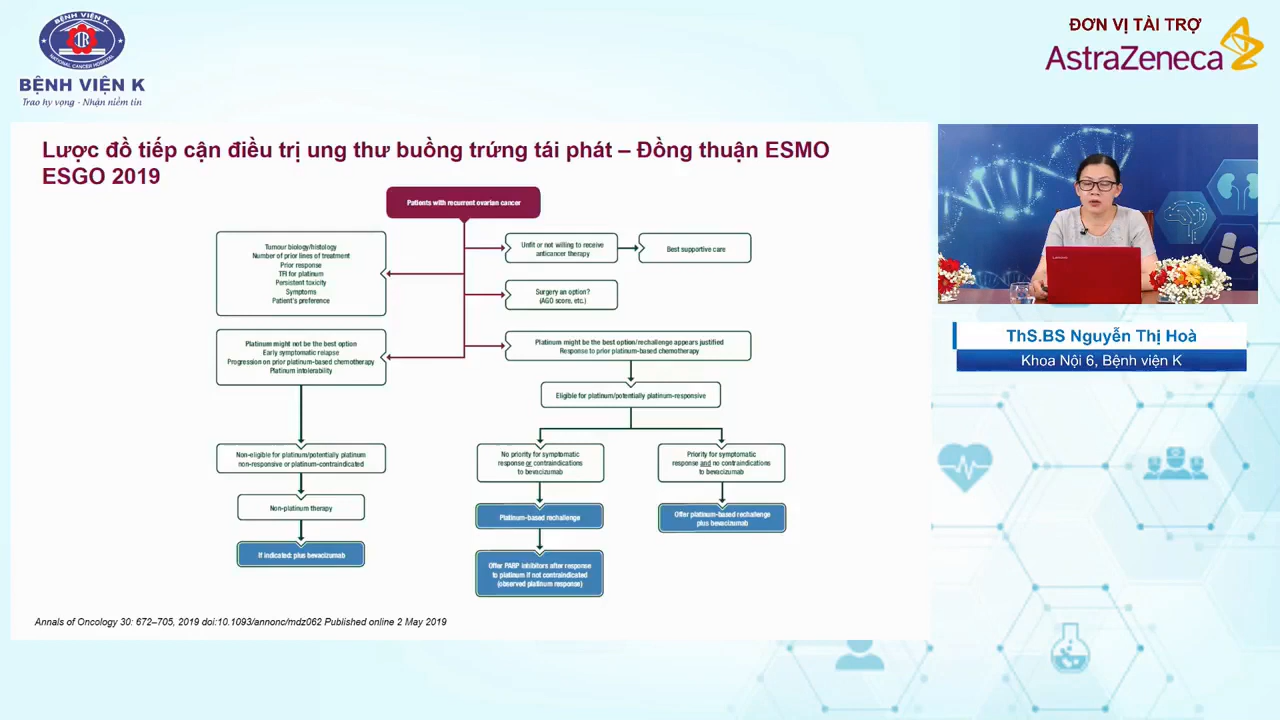 BỆNH VIỆN K
NATIONAL CANCER HOSPITAL
BỆNH VIỆN K
Trao hy vọng - Nhận niềm tin
ĐƠN VỊ TÀI TRỢ
AstraZeneca
Lược đồ tiếp cận điều trị ung thư buồng trứng tái phát – Đồng thuận ESMO
ESGO 2019
Patients with recurrent ovarian cancer
Tumour biology/histology
Number of prior lines of treatment
Prior response
TFI for platinum
Persistent toxicity
Symptoms
Patient's preference
Unfit or not willing to receive
anticancer therapy
Best supportive care
Surgery an option?
(AGO score, etc.)
Platinum might not be the best option
Early symptomatic relapse
Progression on prior platinum-based chemotherapy
Platinum intolerability
Platinum might be the best option/rechallenge appears justified
Response to prior platinum-based chemotherapy
Eligible for platinum/potentially platinum-responsive
Non-eligible for platinum/potentially platinum
non-responsive or platinum-contraindicated
No priority for symptomatic
response or contraindications
to bevacizumab
Priority for symptomatic
response and no contraindications
to bevacizumab
Non-platinum therapy
Platinum-based rechallenge
Offer platinum-based rechallenge
plus bevacizumab
If indicated: plus bevacizumab
Offer PARP inhibitors after response
to platinum if not contraindicated
(observed platinum response)
Annals of Oncology 30: 672–705, 2019 doi:10.1093/annonc/mdz062 Published online 2 May 2019
Lenovo
ThS.BS Nguyễn Thị Hoà
Khoa Nội 6, Bệnh viện K